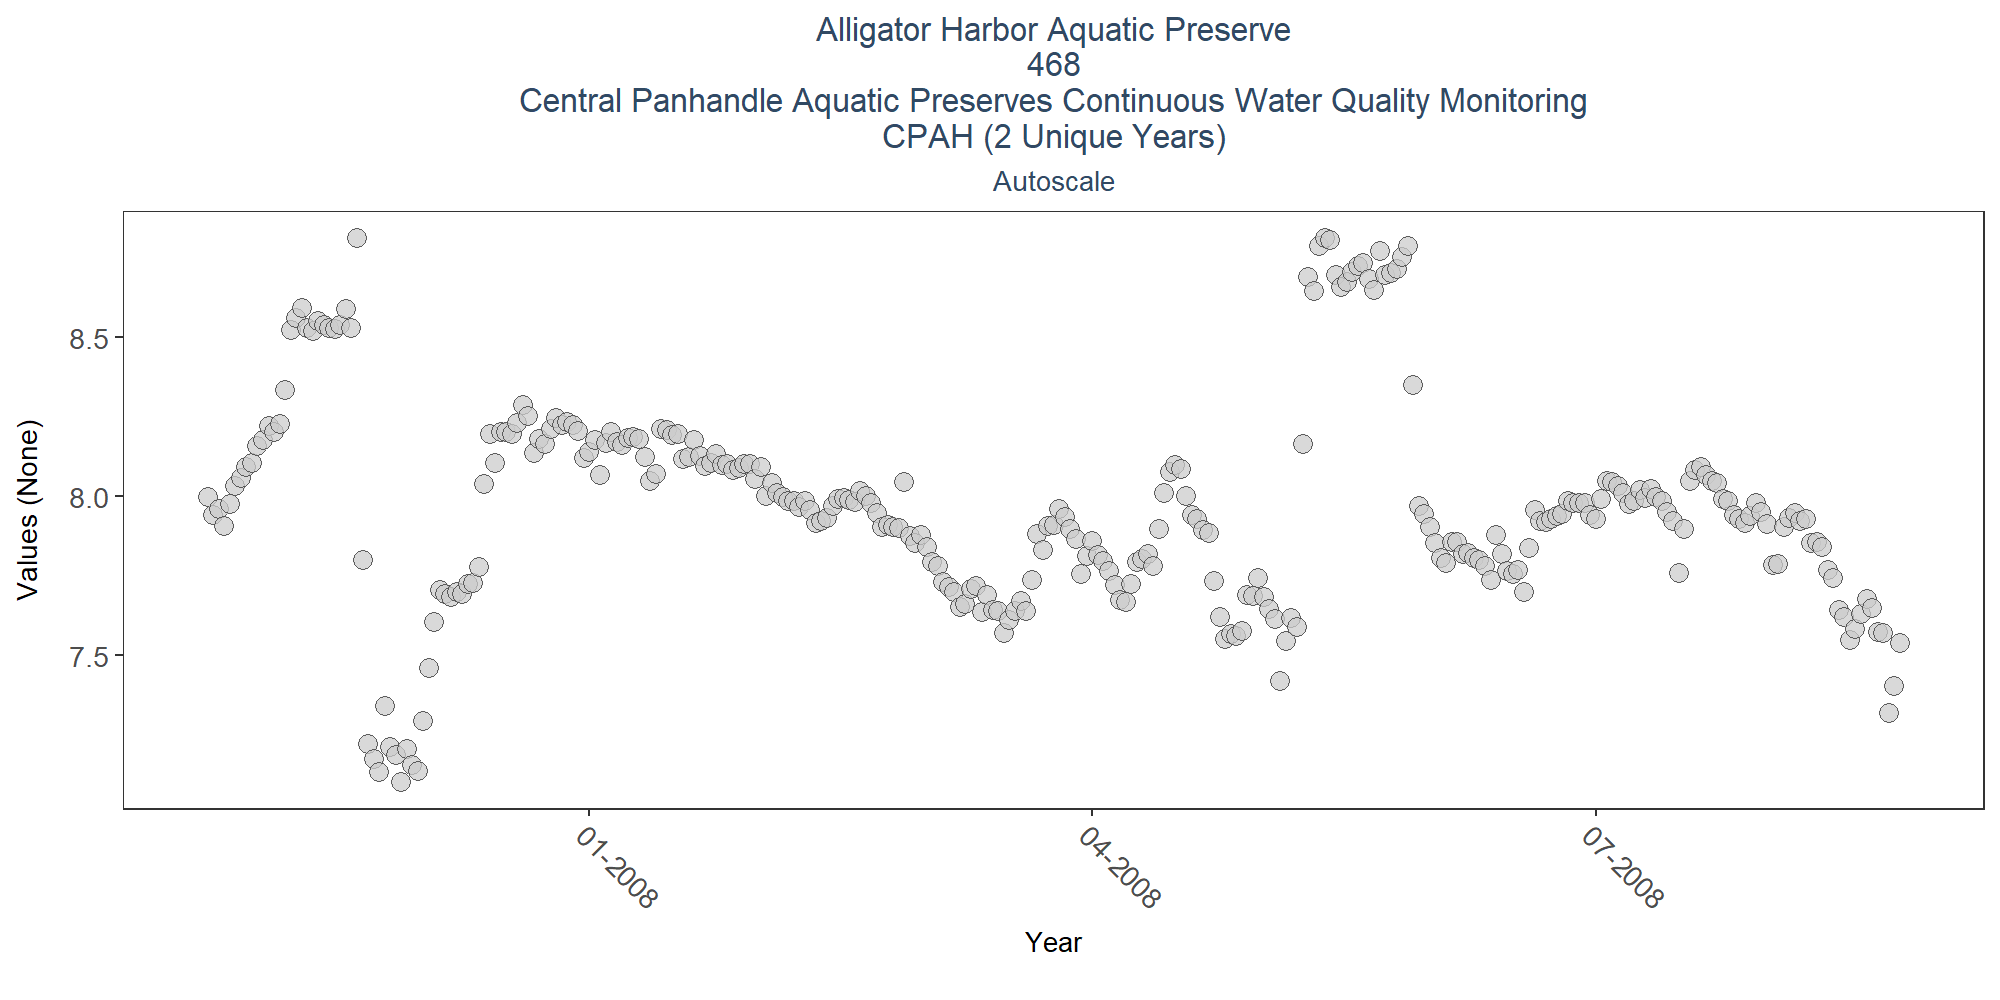 Alligator Harbor Aquatic Preserve
468
Central Panhandle Aquatic Preserves Continuous Water Quality Monitoring
CPAH (2 Unique Years)
Autoscale
Values (None)
8.5
8.0
7.5
01-2008
04-2008
07-2008
Year